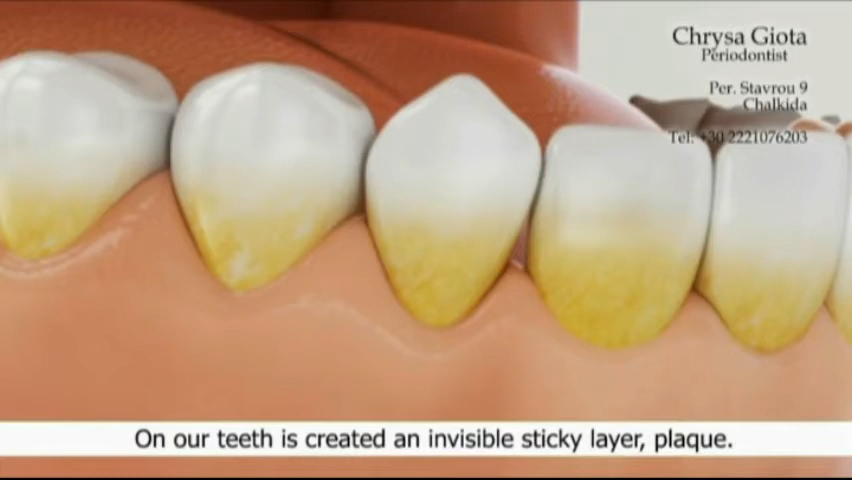 Chrysa Giota
Periodontist
Per. Stavrou 9
Chalkida
Tel: +30 2221076203
On our teeth is created an invisible sticky layer, plaque.